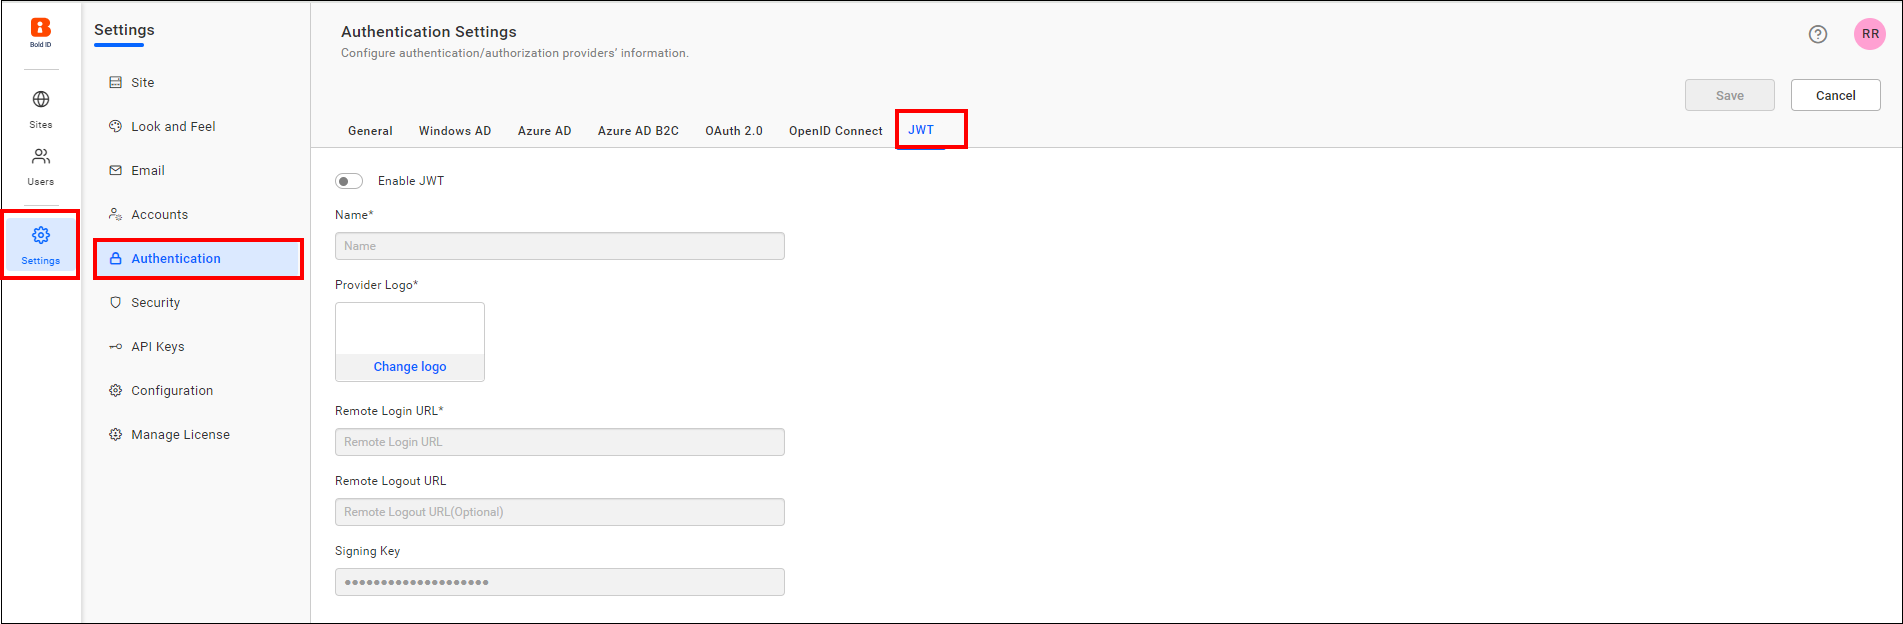 Bold ID
Sites
Users
Settings
Settings
Site
Look and Feel
Email
Accounts
Authentication
Security
API Keys
Configuration
Manage License
Authentication Settings
Configure authentication/authorization providers' information.
RR
Save
Cancel
General
Windows AD
Azure AD
Azure AD B2C
OAuth 2.0
OpenID Connect
JWT
Enable JWT
Name*
Name
Provider Logo*
Change logo
Remote Login URL*
Remote Login URL
Remote Logout URL
Remote Logout URL(Optional)
Signing Key
••••••••••••••••••••